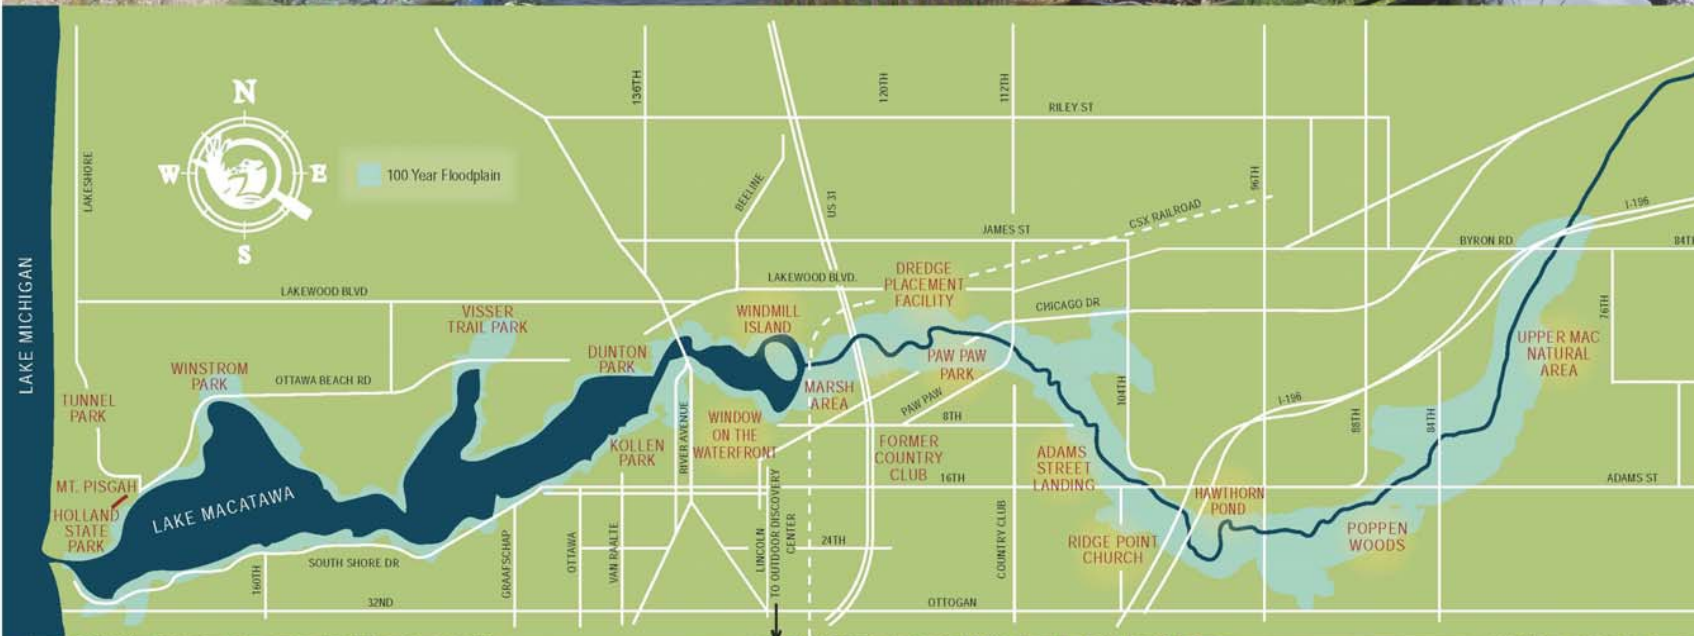 N
W
E
S
100 Year Floodplain
LAKE MICHIGAN
LAKESHORE
136TH
120TH
112TH
RILEY ST
BEELINE
US 31
96TH
CSX RAILROAD
JAMES ST
I-196
BYRON RD
84TH
LAKEWOOD BLVD
LAKEWOOD BLVD.
DREDGE
PLACEMENT
FACILITY
CHICAGO DR
76TH
VISSER
TRAIL PARK
WINDMILL
ISLAND
UPPER MAC
NATURAL
AREA
DUNTON
PARK
PAW PAW
PARK
WINSTROM
PARK
OTTAWA BEACH RD
MARSH
AREA
PAW PAW
104TH
I-196
88TH
84TH
TUNNEL
PARK
8TH
WINDOW
ON THE
WATERFRONT
RIVER AVENUE
KOLLEN
PARK
FORMER
COUNTRY
CLUB
ADAMS
STREET
LANDING
16TH
ADAMS ST
MT. PISGAH
HOLLAND
STATE
PARK
LAKE MACATAWA
HAWTHORN
POND
POPPEN
WOODS
RIDGE POINT
CHURCH
SOUTH SHORE DR
160TH
GRAAFSCHAP
OTTAWA
VAN RAALTE
LINCOLN
TO OUTDOOR DISCOVERY
CENTER
24TH
COUNTRY CLUB
32ND
OTTOGAN